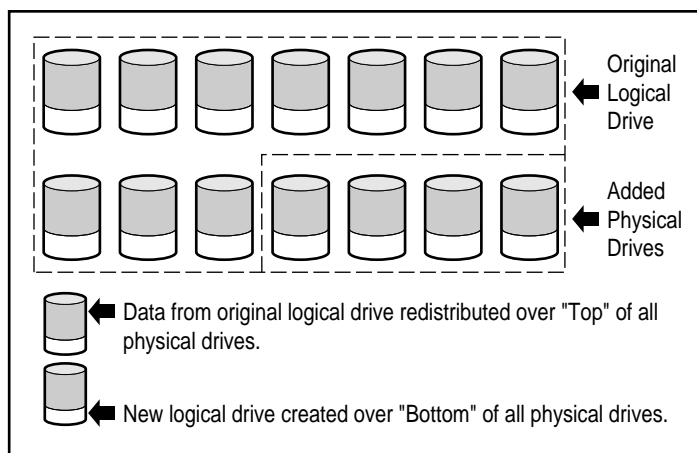 Original
Logical
Drive
Added
Physical
Drives
Data from original logical drive redistributed over "Top" of all
physical drives.
New logical drive created over "Bottom" of all physical drives.